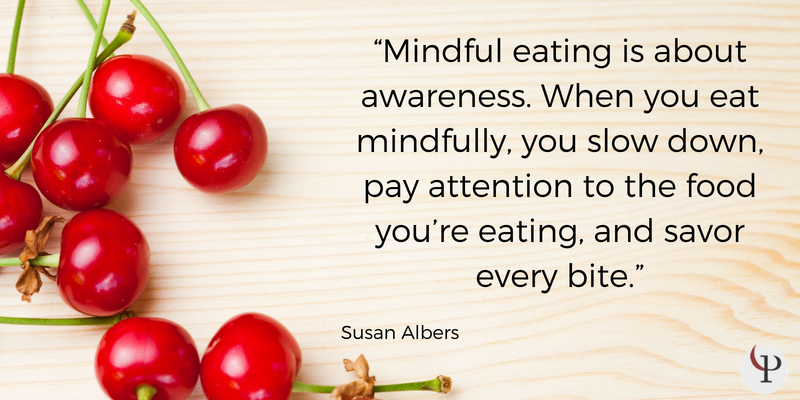 “Mindful eating is about
awareness. When you eat
mindfully, you slow down,
pay attention to the food
you’re eating, and savor
every bite.”
Susan Albers
P